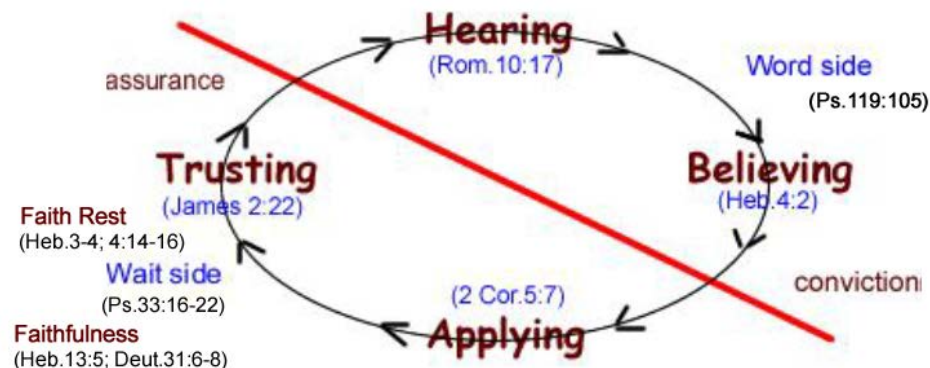 Hearing
(Rom.10:17)
assurance
Word side
(Ps.119:105)
Trusting
(James 2:22)
Believing
(Heb.4:2)
Faith Rest
(Heb.3-4; 4:14-16)
Wait side
(Ps.33:16-22)
conviction
(2 Cor.5:7)
Applying
Faithfulness
(Heb.13:5; Deut.31:6-8)